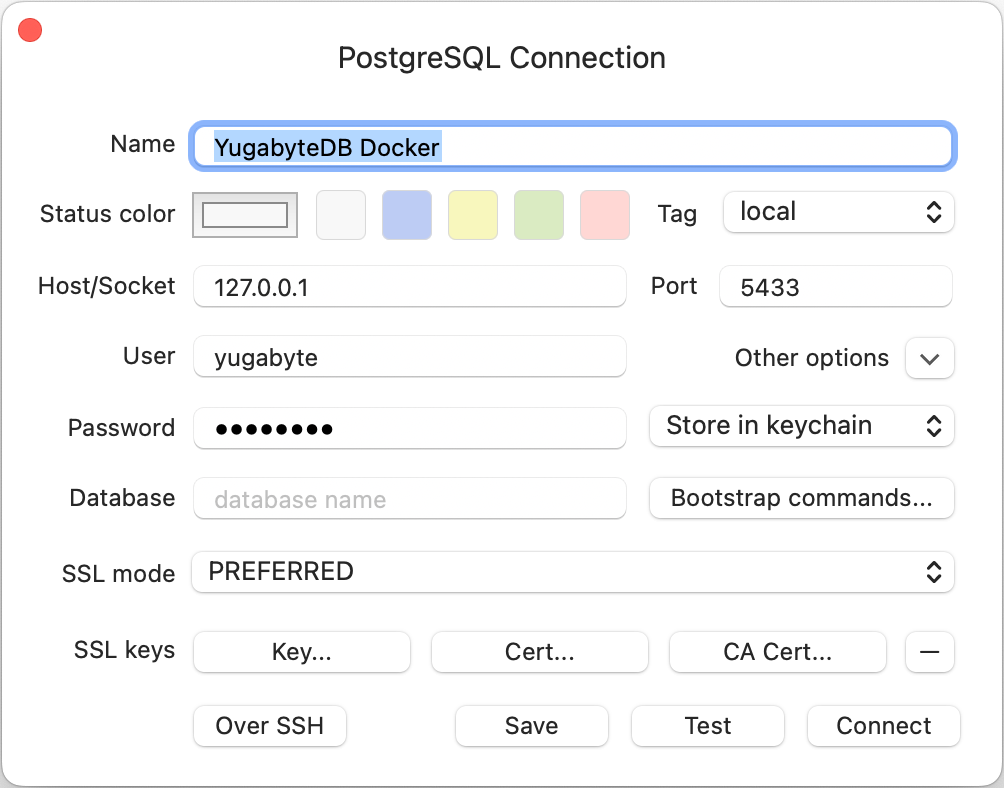 PostgreSQL Connection
Name YugabyteDB Docker
Status color Tag local
Host/Socket 127.0.0.1 Port 5433
User yugabyte Other options
Password •••••••• Store in keychain
Database database name Bootstrap commands...
SSL mode PREFERRED
SSL keys Key... Cert... CA Cert... —
Over SSH Save Test Connect